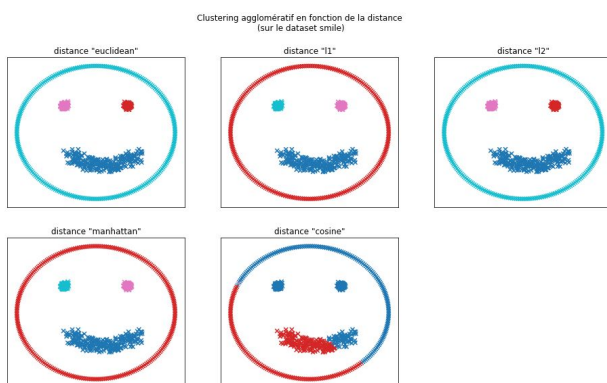 Clustering agglomératif en fonction de la distance
(sur le dataset smile)
distance "euclidean"
distance "l1"
distance "l2"
distance "manhattan"
distance "cosine"